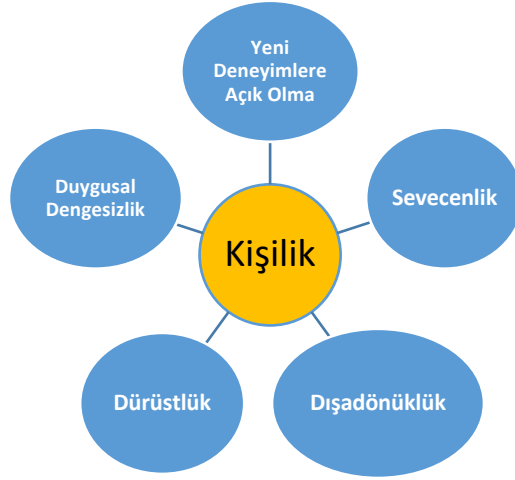 Yeni
Deneyimlere
Açık Olma
Duygusal
Dengesizlik
Sevecenlik
Kişilik
Dürüstlük
Dışadönüklük